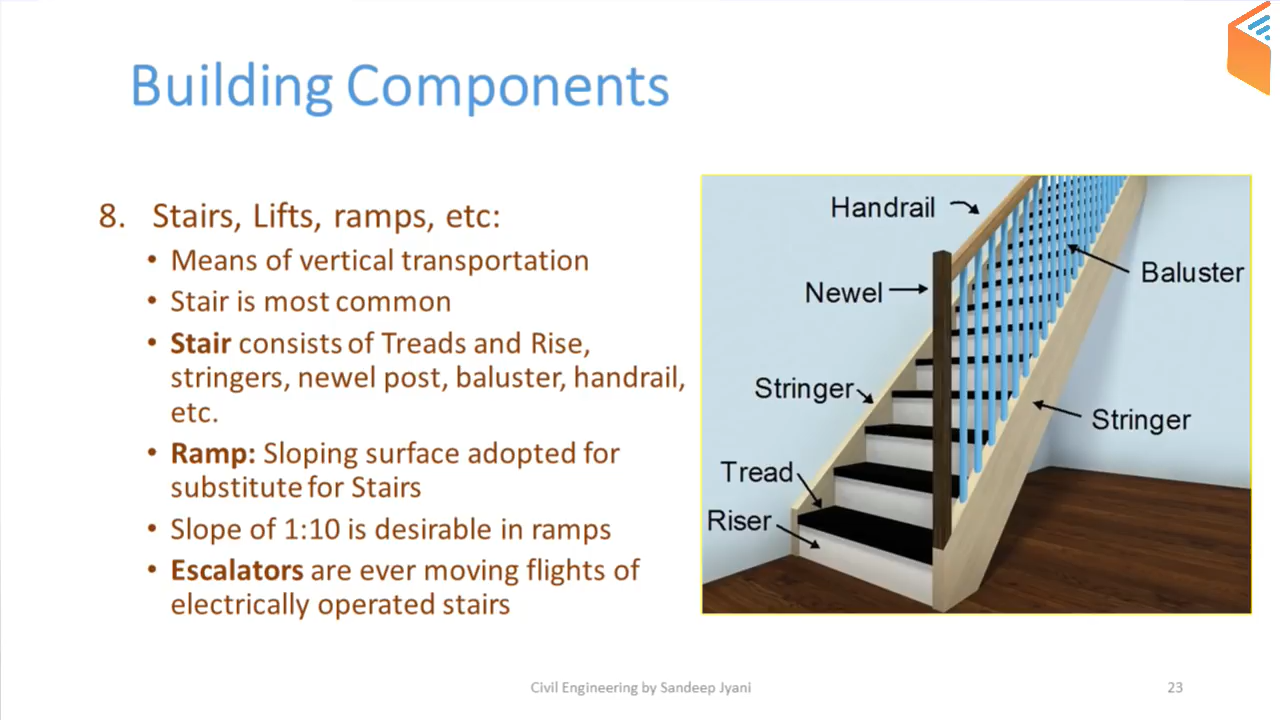 Building Components
8. Stairs, Lifts, ramps, etc:
• Means of vertical transportation
• Stair is most common
• Stair consists of Treads and Rise,
stringers, newel post, baluster, handrail,
etc.
• Ramp: Sloping surface adopted for
substitute for Stairs
• Slope of 1:10 is desirable in ramps
• Escalators are ever moving flights of
electrically operated stairs
Handrail
Baluster
Newel
Stringer
Stringer
Tread
Riser
Civil Engineering by Sandeep Jyani
23